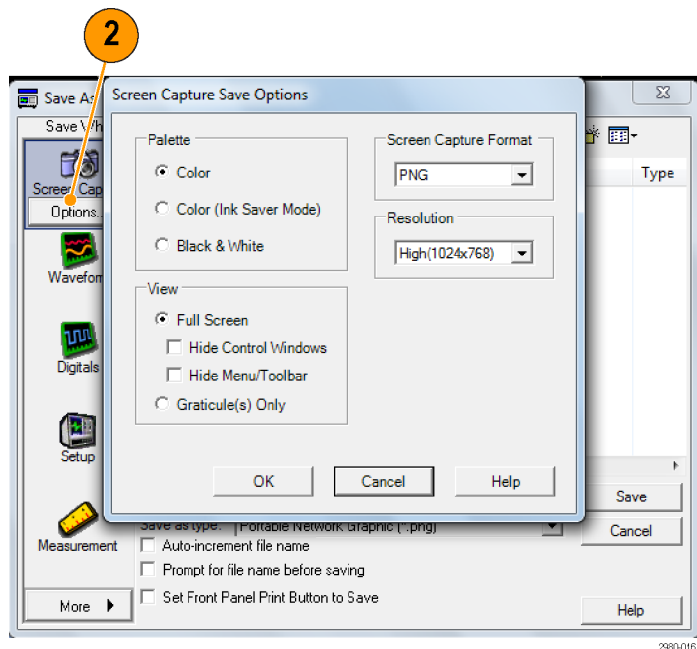 2
Save As
Screen Capture Save Options
Save Wh
Palette
Color
Color (Ink Saver Mode)
Black & White
Screen Capture Format
PNG
Resolution
High(1024x768)
View
Full Screen
Hide Control Windows
Hide Menu/Toolbar
Graticule(s) Only
OK
Cancel
Help
Type
Screen Cap
Options..
Waveform
Digitals
Setup
Measurement
More
Save as type: Portable Network Graphic (*.png)
Auto-increment file name
Prompt for file name before saving
Set Front Panel Print Button to Save
Save
Cancel
Help
2980-016